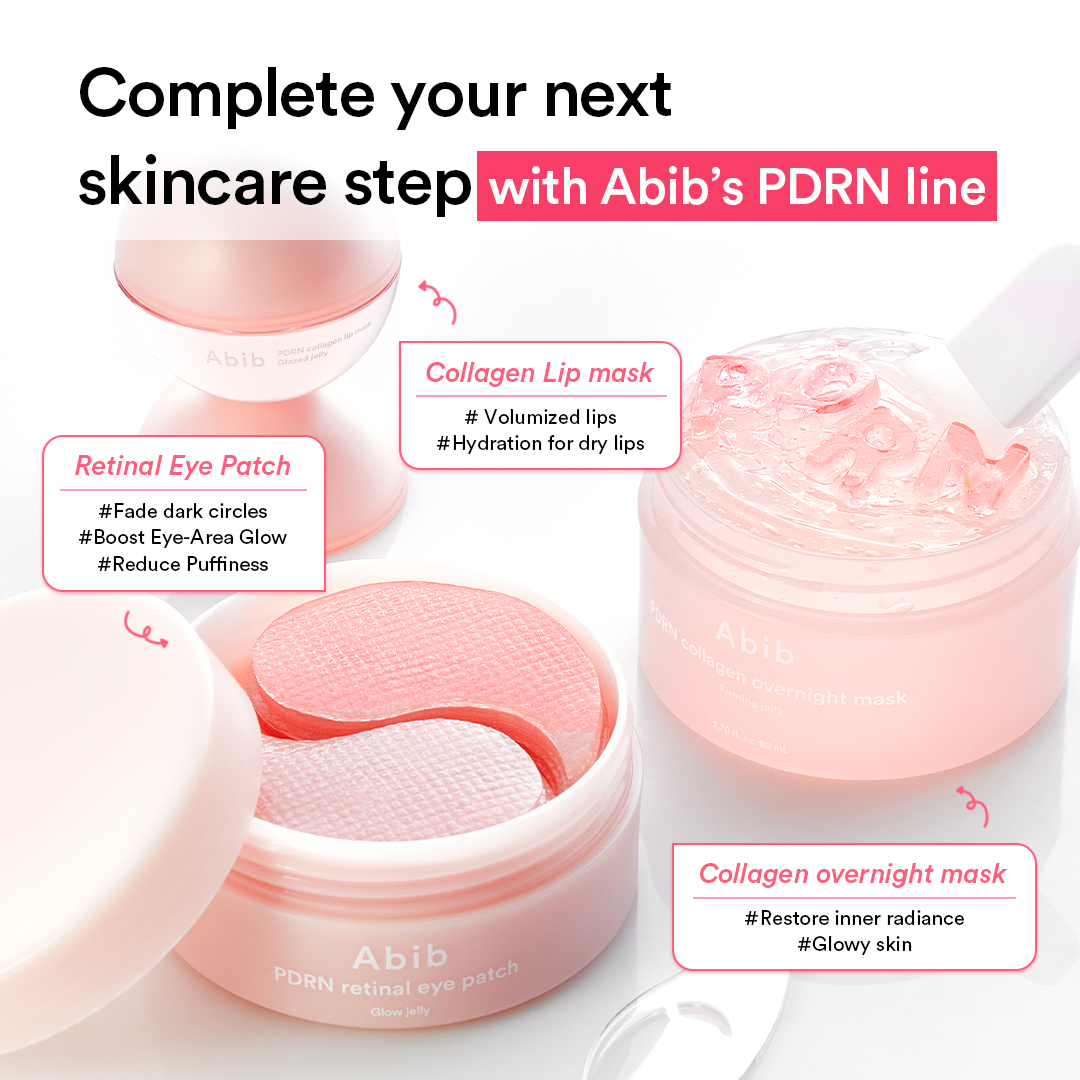 Complete your next
skincare step with Abib's PDRN line
Abib PDRN collagen lip mask
Glazed jelly
Collagen Lip mask
# Volumized lips
#Hydration for dry lips
Retinal Eye Patch
#Fade dark circles
#Boost Eye-Area Glow
#Reduce Puffiness
PDRN
Abib
PDRN collagen overnight mask
Firming jelly
2.70 fl. oz. 80 mL
Collagen overnight mask
#Restore inner radiance
#Glowy skin
Abib
PDRN retinal eye patch
Glow jelly